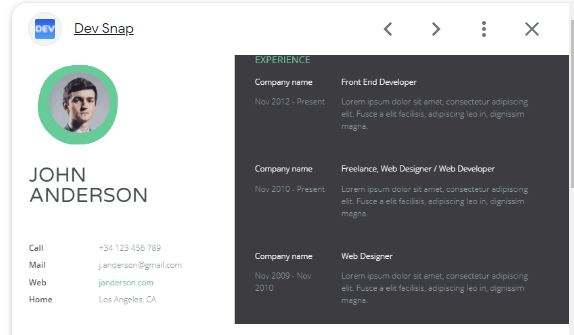 DEV
Dev Snap
JOHN
ANDERSON
Call +34 123 456 789
Mail j.anderson@gmail.com
Web janderson.com
Home Los Angeles, CA
EXPERIENCE
Company name Front End Developer
Nov 2012 - Present Lorem ipsum dolor sit amet, consectetur adipiscing
elit. Fusce a elit facilisis, adipiscing leo in, dignissim
magna.
Company name Freelance, Web Designer / Web Developer
Nov 2010 - Present Lorem ipsum dolor sit amet, consectetur adipiscing
elit. Fusce a elit facilisis, adipiscing leo in, dignissim
magna.
Company name Web Designer
Nov 2009 - Nov Lorem ipsum dolor sit amet, consectetur adipiscing
2010 elit. Fusce a elit facilisis, adipiscing leo in, dignissim
magna.